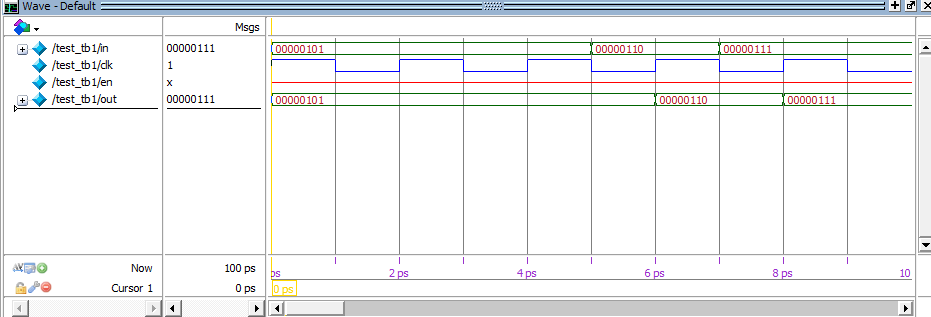 Wave - Default
Msgs
/test_tb1/in 00000111 00000101 00000110 00000111
/test_tb1/clk 1
/test_tb1/en x
/test_tb1/out 00000111 00000101 00000110 00000111
Now 100 ps ps 2 ps 4 ps 6 ps 8 ps 10
Cursor 1 0 ps 0 ps